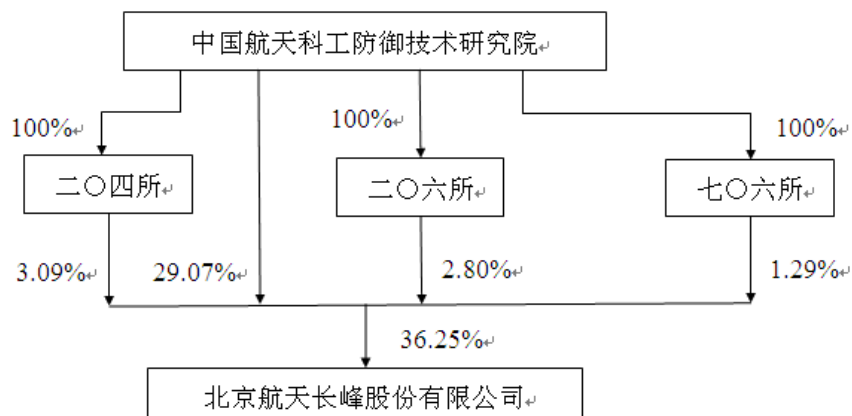 中国航天科工防御技术研究院
100%
100%
100%
二〇四所
二〇六所
七〇六所
3.09%
29.07%
2.80%
1.29%
36.25%
北京航天长峰股份有限公司